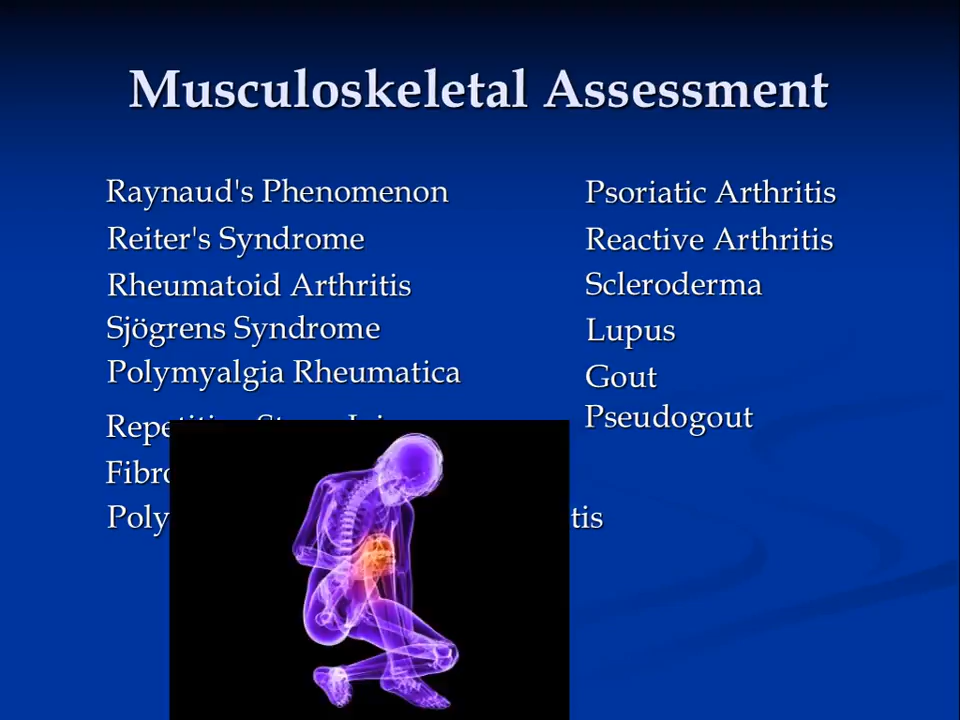 Musculoskeletal Assessment
Raynaud's Phenomenon
Reiter's Syndrome
Rheumatoid Arthritis
Sjögrens Syndrome
Polymyalgia Rheumatica
Psoriatic Arthritis
Reactive Arthritis
Scleroderma
Lupus
Gout
Pseudogout